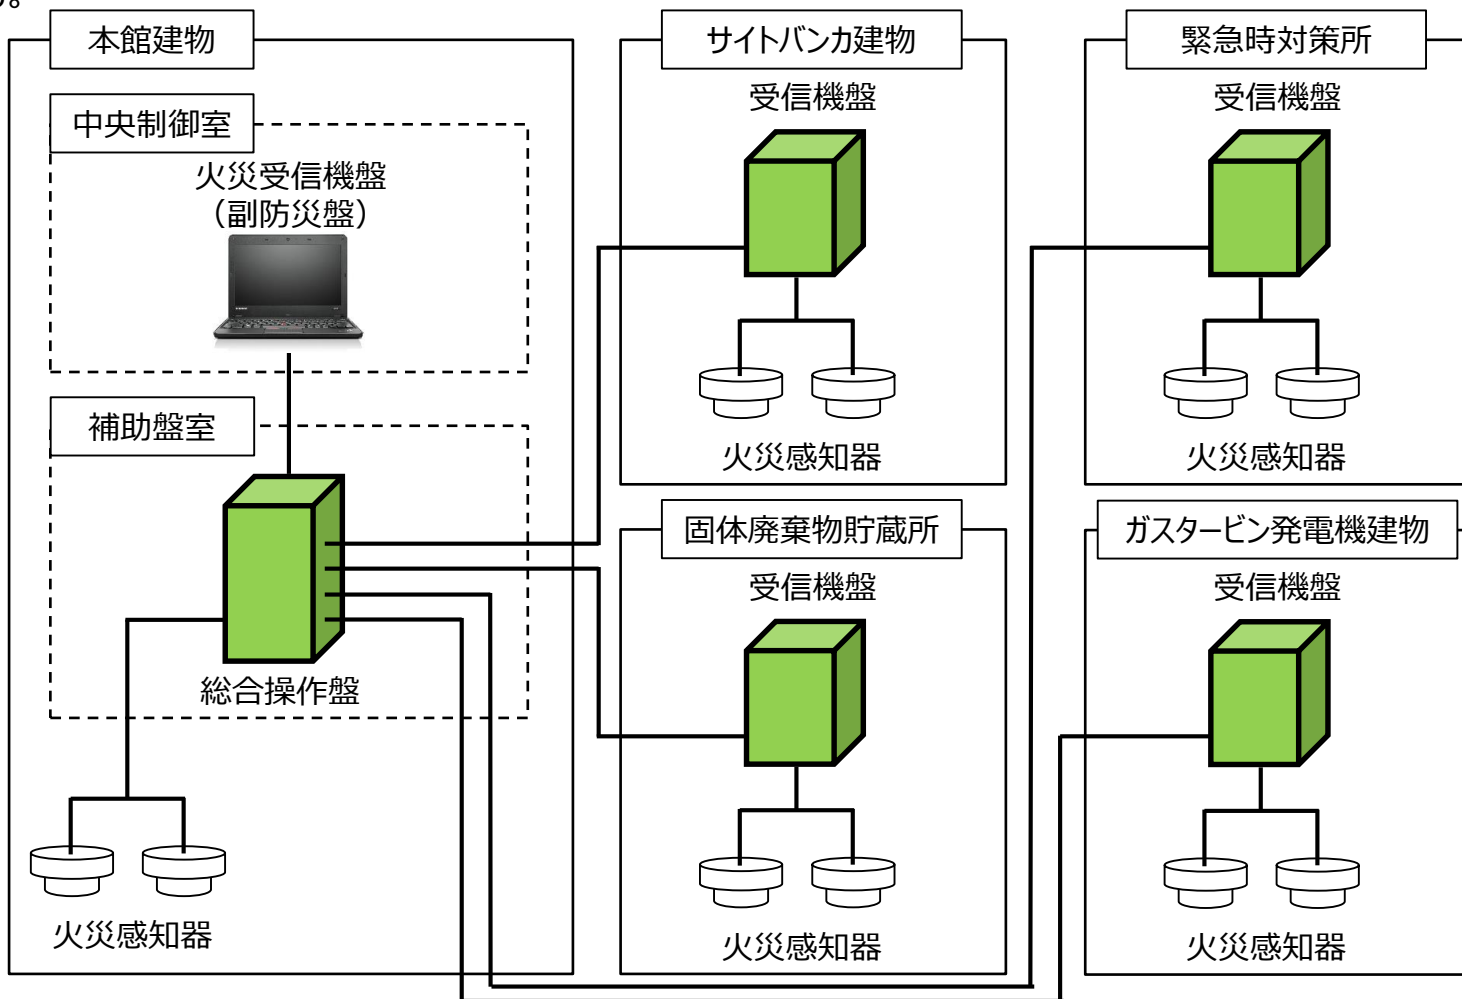 る。
本館建物
中央制御室
火災受信機盤
（副防災盤）
補助盤室
総合操作盤
火災感知器
サイトバンカ建物
受信機盤
火災感知器
固体廃棄物貯蔵所
受信機盤
火災感知器
緊急時対策所
受信機盤
火災感知器
ガスタービン発電機建物
受信機盤
火災感知器